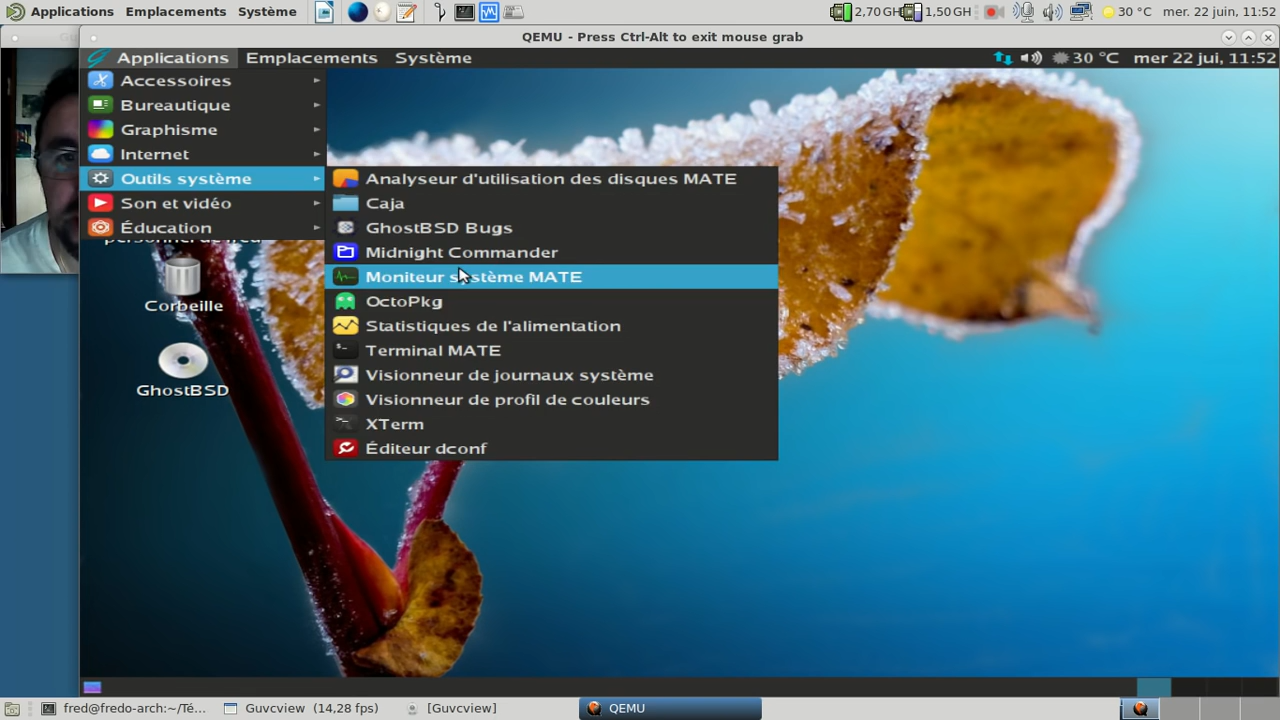 Applications Emplacements Système 2,70 GH 1,50 GH 30 °C mer. 22 juin, 11:52
QEMU - Press Ctrl-Alt to exit mouse grab
Applications Emplacements Système 30 °C mer 22 jui, 11:52
Accessoires
Bureautique
Graphisme
Internet
Outils système
Son et vidéo
Éducation
Analyseur d'utilisation des disques MATE
Caja
GhostBSD Bugs
Midnight Commander
Moniteur système MATE
OctoPkg
Statistiques de l'alimentation
Terminal MATE
Visionneur de journaux système
Visionneur de profil de couleurs
XTerm
Éditeur dconf
Corbeille
GhostBSD
fred@fredo-arch:~/Té... Guvcview (14,28 fps) [Guvcview] QEMU